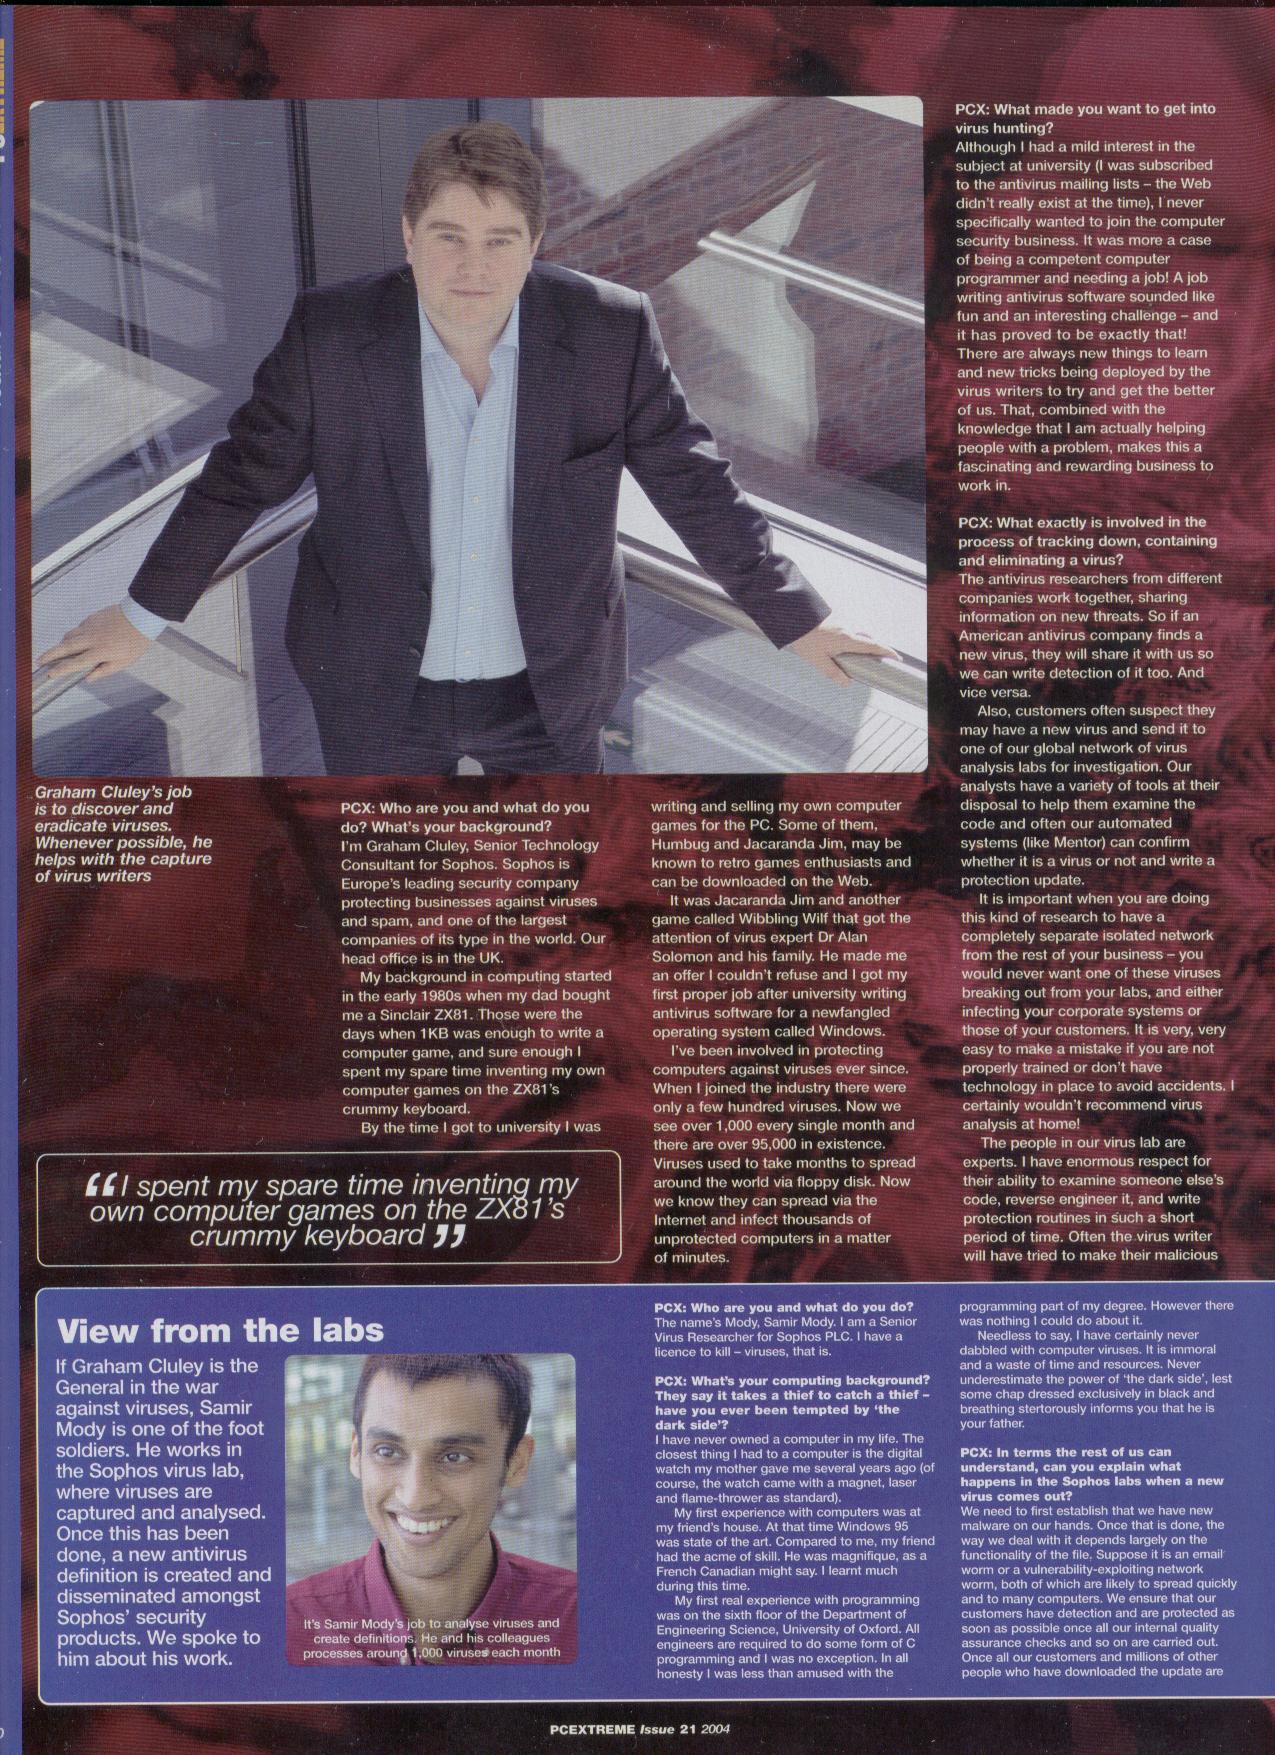 Graham Cluley's job
is to discover and
eradicate viruses.
Whenever possible, he
helps with the capture
of virus writers
PCX: Who are you and what do you
do? What's your background?
I'm Graham Cluley, Senior Technology
Consultant for Sophos. Sophos is
Europe's leading security company
protecting businesses against viruses
and spam, and one of the largest
companies of its type in the world. Our
head office is in the UK.
My background in computing started
in the early 1980s when my dad bought
me a Sinclair ZX81. Those were the
days when 1KB was enough to write a
computer game, and sure enough I
spent my spare time inventing my own
computer games on the ZX81's
crummy keyboard.
By the time I got to university I was
writing and selling my own computer
games for the PC. Some of them,
Humbug and Jacaranda Jim, may be
known to retro games enthusiasts and
can be downloaded on the Web.
It was Jacaranda Jim and another
game called Wibbling Wilf that got the
attention of virus expert Dr Alan
Solomon and his family. He made me
an offer I couldn't refuse and I got my
first proper job after university writing
antivirus software for a newfangled
operating system called Windows.
I've been involved in protecting
computers against viruses ever since.
When I joined the industry there were
only a few hundred viruses. Now we
see over 1,000 every single month and
there are over 95,000 in existence.
Viruses used to take months to spread
around the world via floppy disk. Now
we know they can spread via the
Internet and infect thousands of
unprotected computers in a matter
of minutes.
PCX: What made you want to get into
virus hunting?
Although I had a mild interest in the
subject at university (I was subscribed
to the antivirus mailing lists – the Web
didn't really exist at the time), I never
specifically wanted to join the computer
security business. It was more a case
of being a competent computer
programmer and needing a job! A job
writing antivirus software sounded like
fun and an interesting challenge – and
it has proved to be exactly that!
There are always new things to learn
and new tricks being deployed by the
virus writers to try and get the better
of us. That, combined with the
knowledge that I am actually helping
people with a problem, makes this a
fascinating and rewarding business to
work in.
PCX: What exactly is involved in the
process of tracking down, containing
and eliminating a virus?
The antivirus researchers from different
companies work together, sharing
information on new threats. So if an
American antivirus company finds a
new virus, they will share it with us so
we can write detection of it too. And
vice versa.
Also, customers often suspect they
may have a new virus and send it to
one of our global network of virus
analysis labs for investigation. Our
analysts have a variety of tools at their
disposal to help them examine the
code and often our automated
systems (like Mentor) can confirm
whether it is a virus or not and write a
protection update.
It is important when you are doing
this kind of research to have a
completely separate isolated network
from the rest of your business – you
would never want one of these viruses
breaking out from your labs, and either
infecting your corporate systems or
those of your customers. It is very, very
easy to make a mistake if you are not
properly trained or don't have
technology in place to avoid accidents. I
certainly wouldn't recommend virus
analysis at home!
The people in our virus lab are
experts. I have enormous respect for
their ability to examine someone else's
code, reverse engineer it, and write
protection routines in such a short
period of time. Often the virus writer
will have tried to make their malicious
“I spent my spare time inventing my
own computer games on the ZX81's
crummy keyboard”
View from the labs
If Graham Cluley is the
General in the war
against viruses, Samir
Mody is one of the foot
soldiers. He works in
the Sophos virus lab,
where viruses are
captured and analysed.
Once this has been
done, a new antivirus
definition is created and
disseminated amongst
Sophos' security
products. We spoke to
him about his work.
It's Samir Mody's job to analyse viruses and
create definitions. He and his colleagues
processes around 1,000 viruses each month
PCX: Who are you and what do you do?
The name's Mody, Samir Mody. I am a Senior
Virus Researcher for Sophos PLC. I have a
licence to kill – viruses, that is.
PCX: What's your computing background?
They say it takes a thief to catch a thief –
have you ever been tempted by 'the
dark side'?
I have never owned a computer in my life. The
closest thing I had to a computer is the digital
watch my mother gave me several years ago (of
course, the watch came with a magnet, laser
and flame-thrower as standard).
My first experience with computers was at
my friend's house. At that time Windows 95
was state of the art. Compared to me, my friend
had the acme of skill. He was magnifique, as a
French Canadian might say. I learnt much
during this time.
My first real experience with programming
was on the sixth floor of the Department of
Engineering Science, University of Oxford. All
engineers are required to do some form of C
programming and I was no exception. In all
honesty I was less than amused with the
programming part of my degree. However there
was nothing I could do about it.
Needless to say, I have certainly never
dabbled with computer viruses. It is immoral
and a waste of time and resources. Never
underestimate the power of 'the dark side', lest
some chap dressed exclusively in black and
breathing stertorously informs you that he is
your father.
PCX: In terms the rest of us can
understand, can you explain what
happens in the Sophos labs when a new
virus comes out?
We need to first establish that we have new
malware on our hands. Once that is done, the
way we deal with it depends largely on the
functionality of the file. Suppose it is an email
worm or a vulnerability-exploiting network
worm, both of which are likely to spread quickly
and to many computers. We ensure that our
customers have detection and are protected as
soon as possible once all our internal quality
assurance checks and so on are carried out.
Once all our customers and millions of other
people who have downloaded the update are
PCEXTREME Issue 21 2004